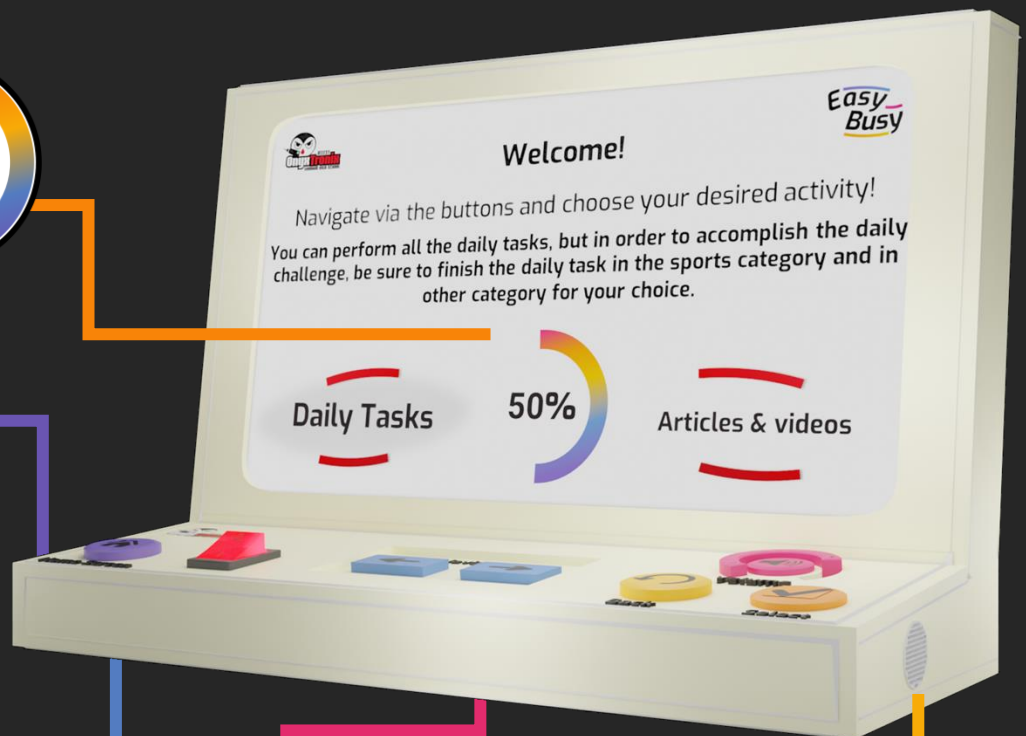 OnyxTronix
Easy
Busy
Welcome!
Navigate via the buttons and choose your desired activity!
You can perform all the daily tasks, but in order to accomplish the daily
challenge, be sure to finish the daily task in the sports category and in
other category for your choice.
Daily Tasks
50%
Articles & videos
Back
Select